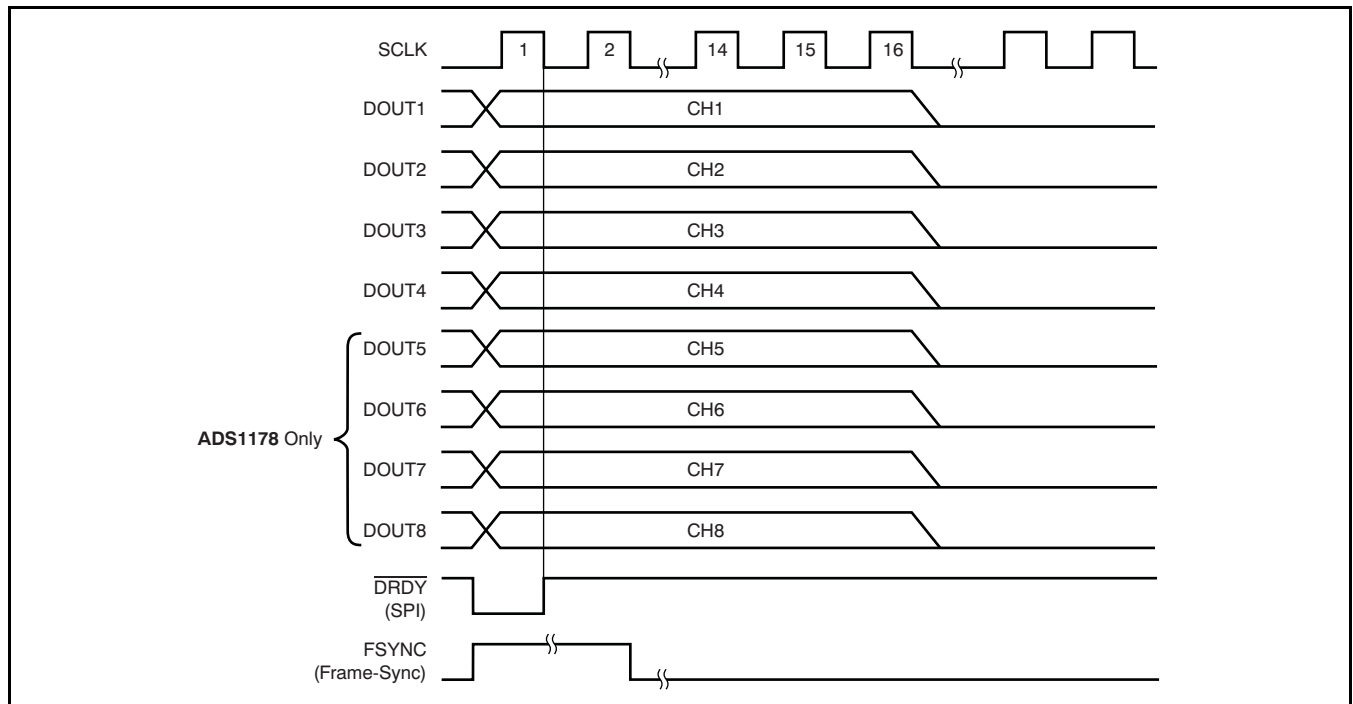 SCLK 1 2 14 15 16
DOUT1 CH1
DOUT2 CH2
DOUT3 CH3
DOUT4 CH4
DOUT5 CH5
DOUT6 CH6
ADS1178 Only
DOUT7 CH7
DOUT8 CH8
DRDY
(SPI)
FSYNC
(Frame-Sync)